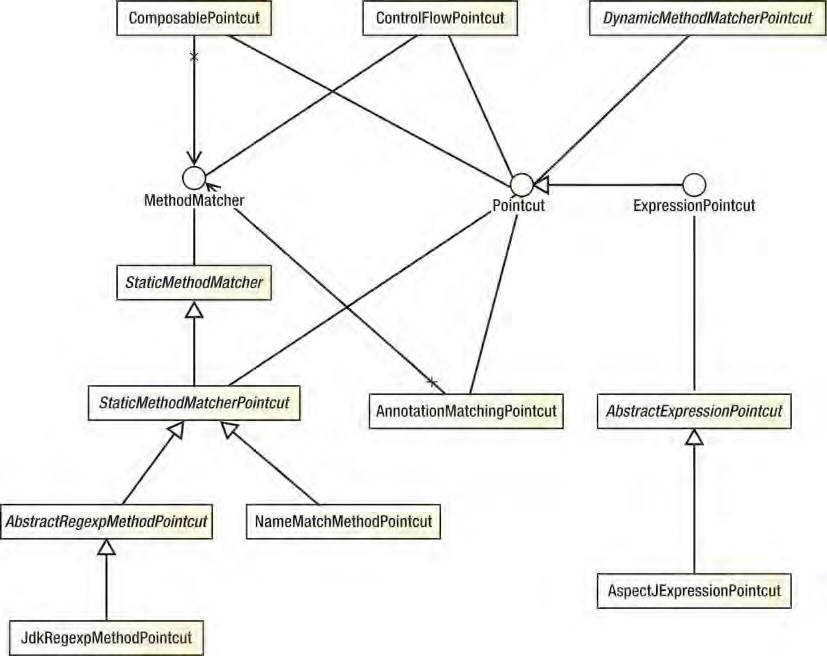 ComposablePointcut
ControlFlowPointcut
DynamicMethodMatcherPointcut
MethodMatcher
Pointcut
ExpressionPointcut
StaticMethodMatcher
StaticMethodMatcherPointcut
AnnotationMatchingPointcut
AbstractExpressionPointcut
AbstractRegexpMethodPointcut
NameMatchMethodPointcut
AspectJExpressionPointcut
JdkRegexpMethodPointcut